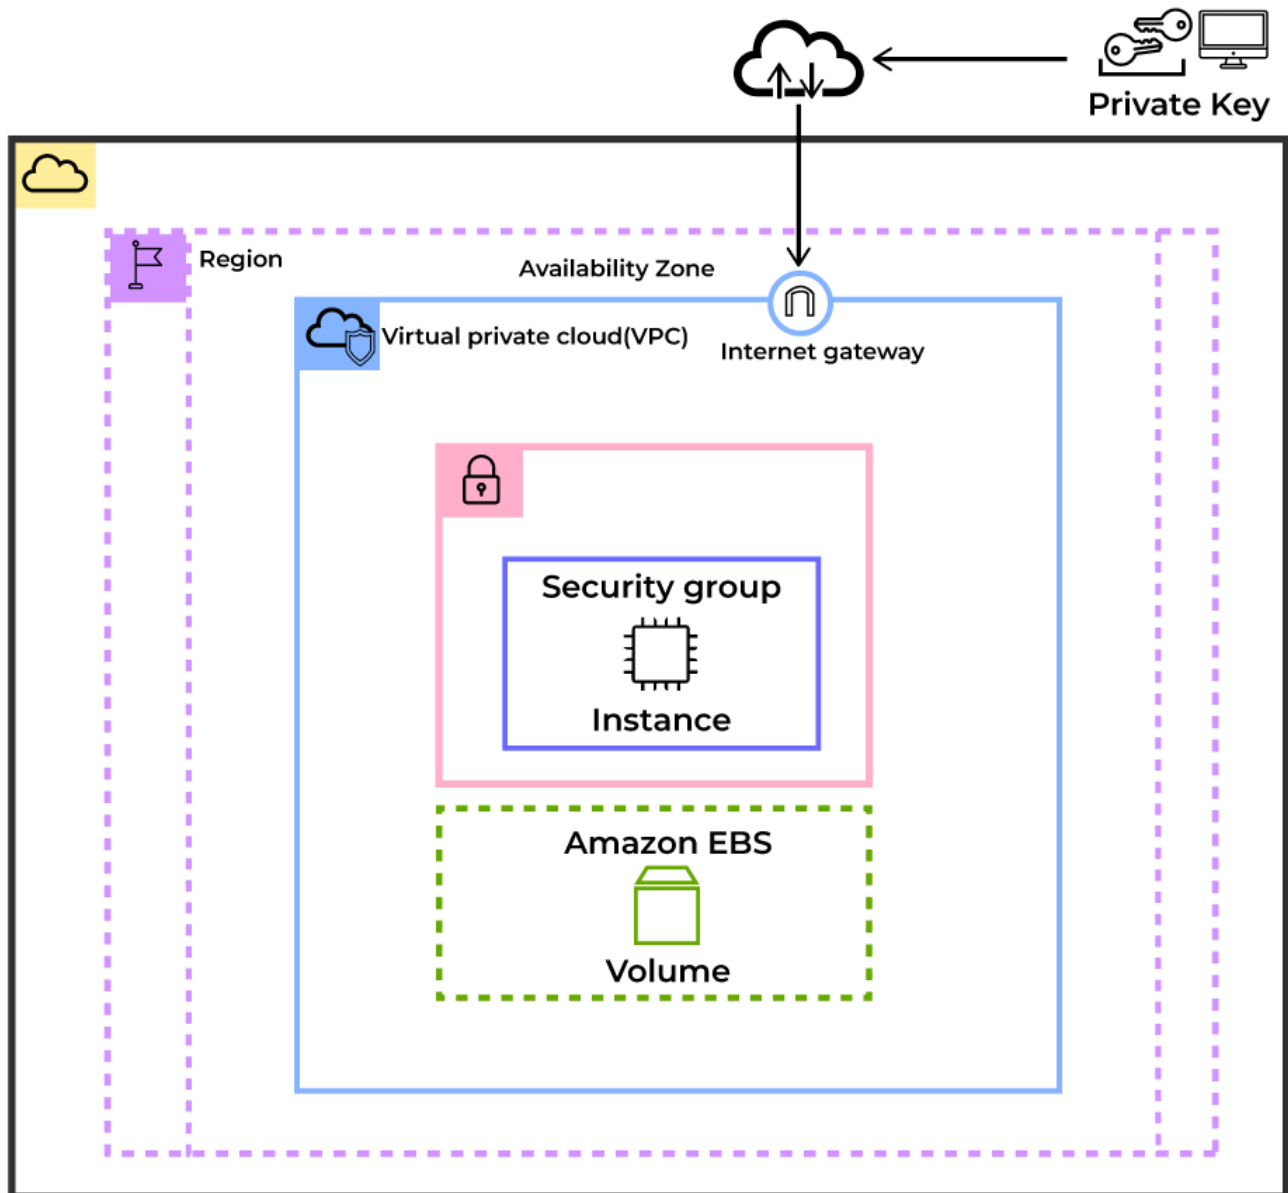 Private Key
Region
Availability Zone
Virtual private cloud(VPC)
Internet gateway
Security group
Instance
Amazon EBS
Volume